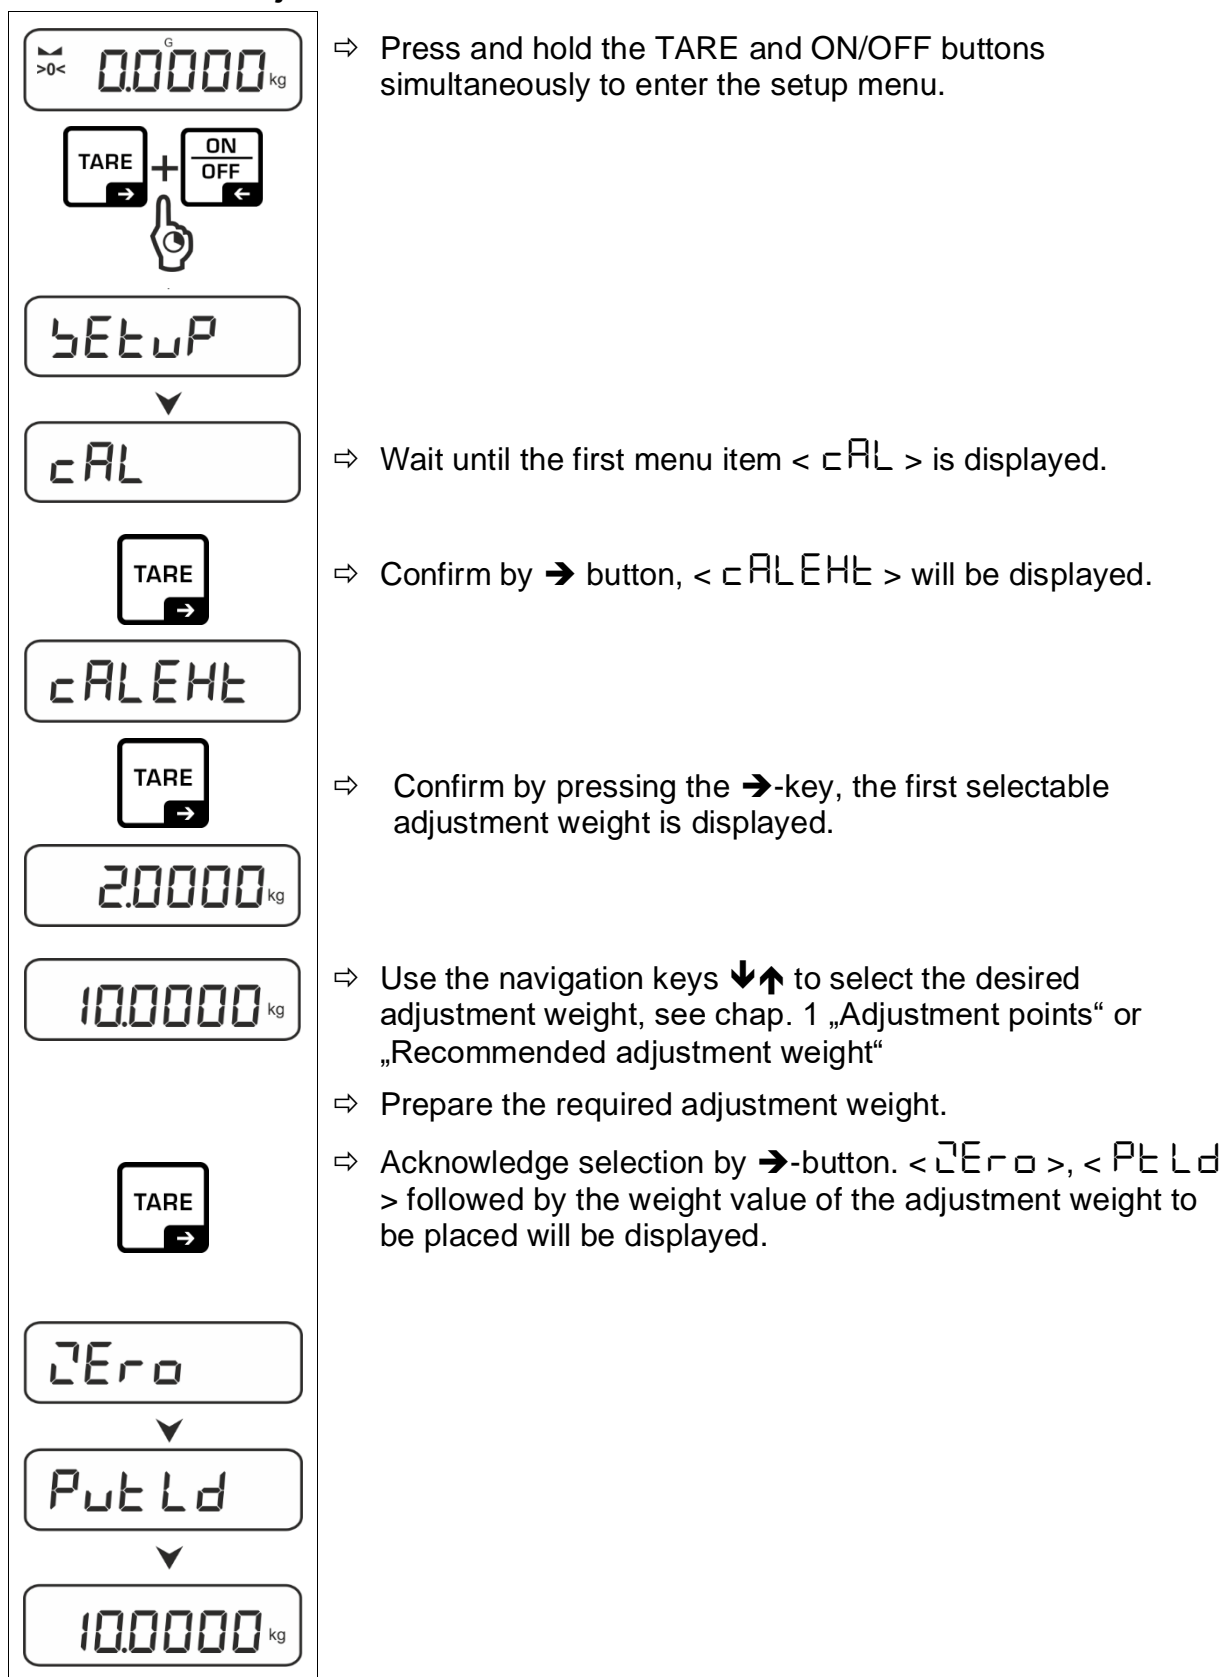 G
>0< 0.0000 kg
Press and hold the TARE and ON/OFF buttons
simultaneously to enter the setup menu.
TARE + ON
OFF
SEtuP
cAL
⇨ Wait until the first menu item < cAL > is displayed.
TARE
⇨ Confirm by ➔ button, < cALEHt > will be displayed.
cALEHt
TARE
⇨ Confirm by pressing the ➔-key, the first selectable
adjustment weight is displayed.
2.0000 kg
10.0000 kg
⇨ Use the navigation keys 🡻🡹 to select the desired
adjustment weight, see chap. 1 „Adjustment points“ or
„Recommended adjustment weight“
⇨ Prepare the required adjustment weight.
TARE
⇨ Acknowledge selection by ➔-button. < ZEro >, < Pt Ld
> followed by the weight value of the adjustment weight to
be placed will be displayed.
ZEro
Put Ld
10.0000 kg